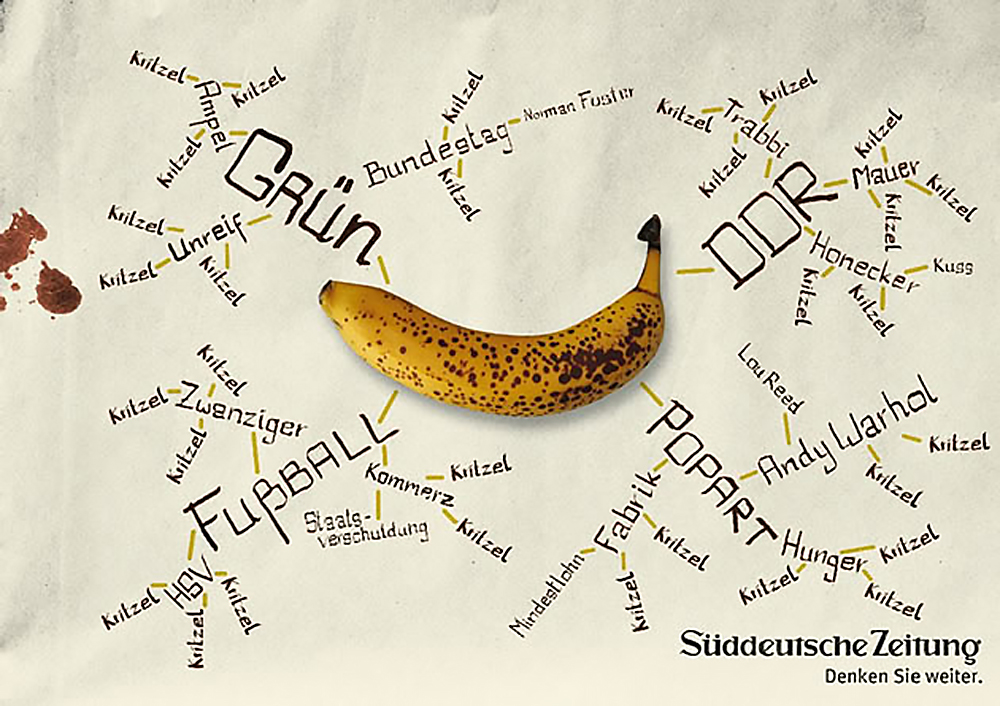 Kritzel
Kritzel
Ampel
Kritzel
GRÜn
Bundestag
Kritzel
Norman Foster
Kritzel
Unreif
Kritzel
Kritzel
Kritzel
DDR
Trabbi
Kritzel
Kritzel
Kritzel
Mauer
Kritzel
Kritzel
Kritzel
Honecker
Kuss
Kritzel
Kritzel
Zwanziger
Kritzel
Kritzel
Kritzel
FußBALL
Kommerz
Kritzel
Kritzel
Staats-
verschuldung
HSV
Kritzel
Kritzel
Kritzel
POPART
Lou Reed
Andy Warhol
Kritzel
Kritzel
Fabrik
Kritzel
Kritzel
Mindestlohn
Hunger
Kritzel
Kritzel
Kritzel
Süddeutsche Zeitung
Denken Sie weiter.